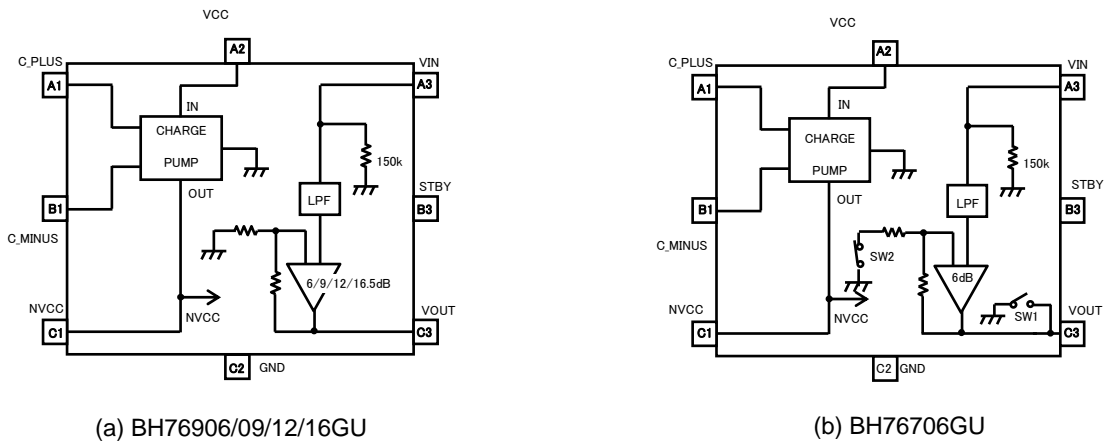 VCC
C_PLUS
A2
VIN
A1
A3
IN
CHARGE
PUMP
150k
OUT
STBY
LPF
B1
B3
C_MINUS
6/9/12/16.5dB
NVCC
NVCC
VOUT
C1
C3
C2
GND
(a) BH76906/09/12/16GU
VCC
C_PLUS
A2
VIN
A1
A3
IN
CHARGE
PUMP
150k
OUT
STBY
LPF
B1
B3
C_MINUS
SW2
6dB
NVCC
NVCC
VOUT
SW1
C1
C3
C2
GND
(b) BH76706GU